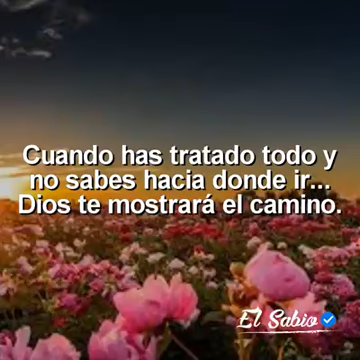 Cuando has tratado todo y
no sabes hacia donde ir...
Dios te mostrará el camino.
El Sabio